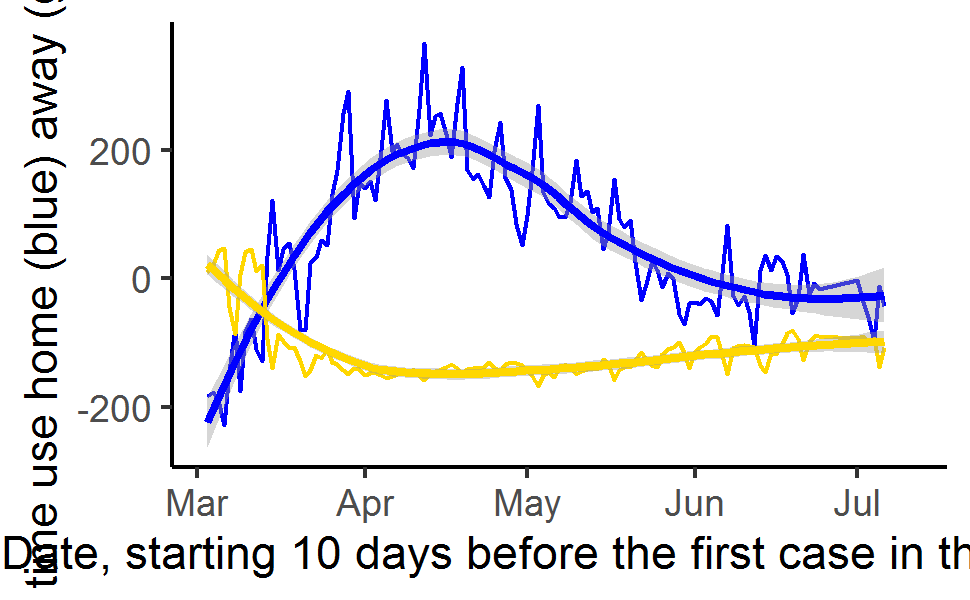 time use home (blue) away (g
200
0
-200
Mar Apr May Jun Jul
Date, starting 10 days before the first case in th